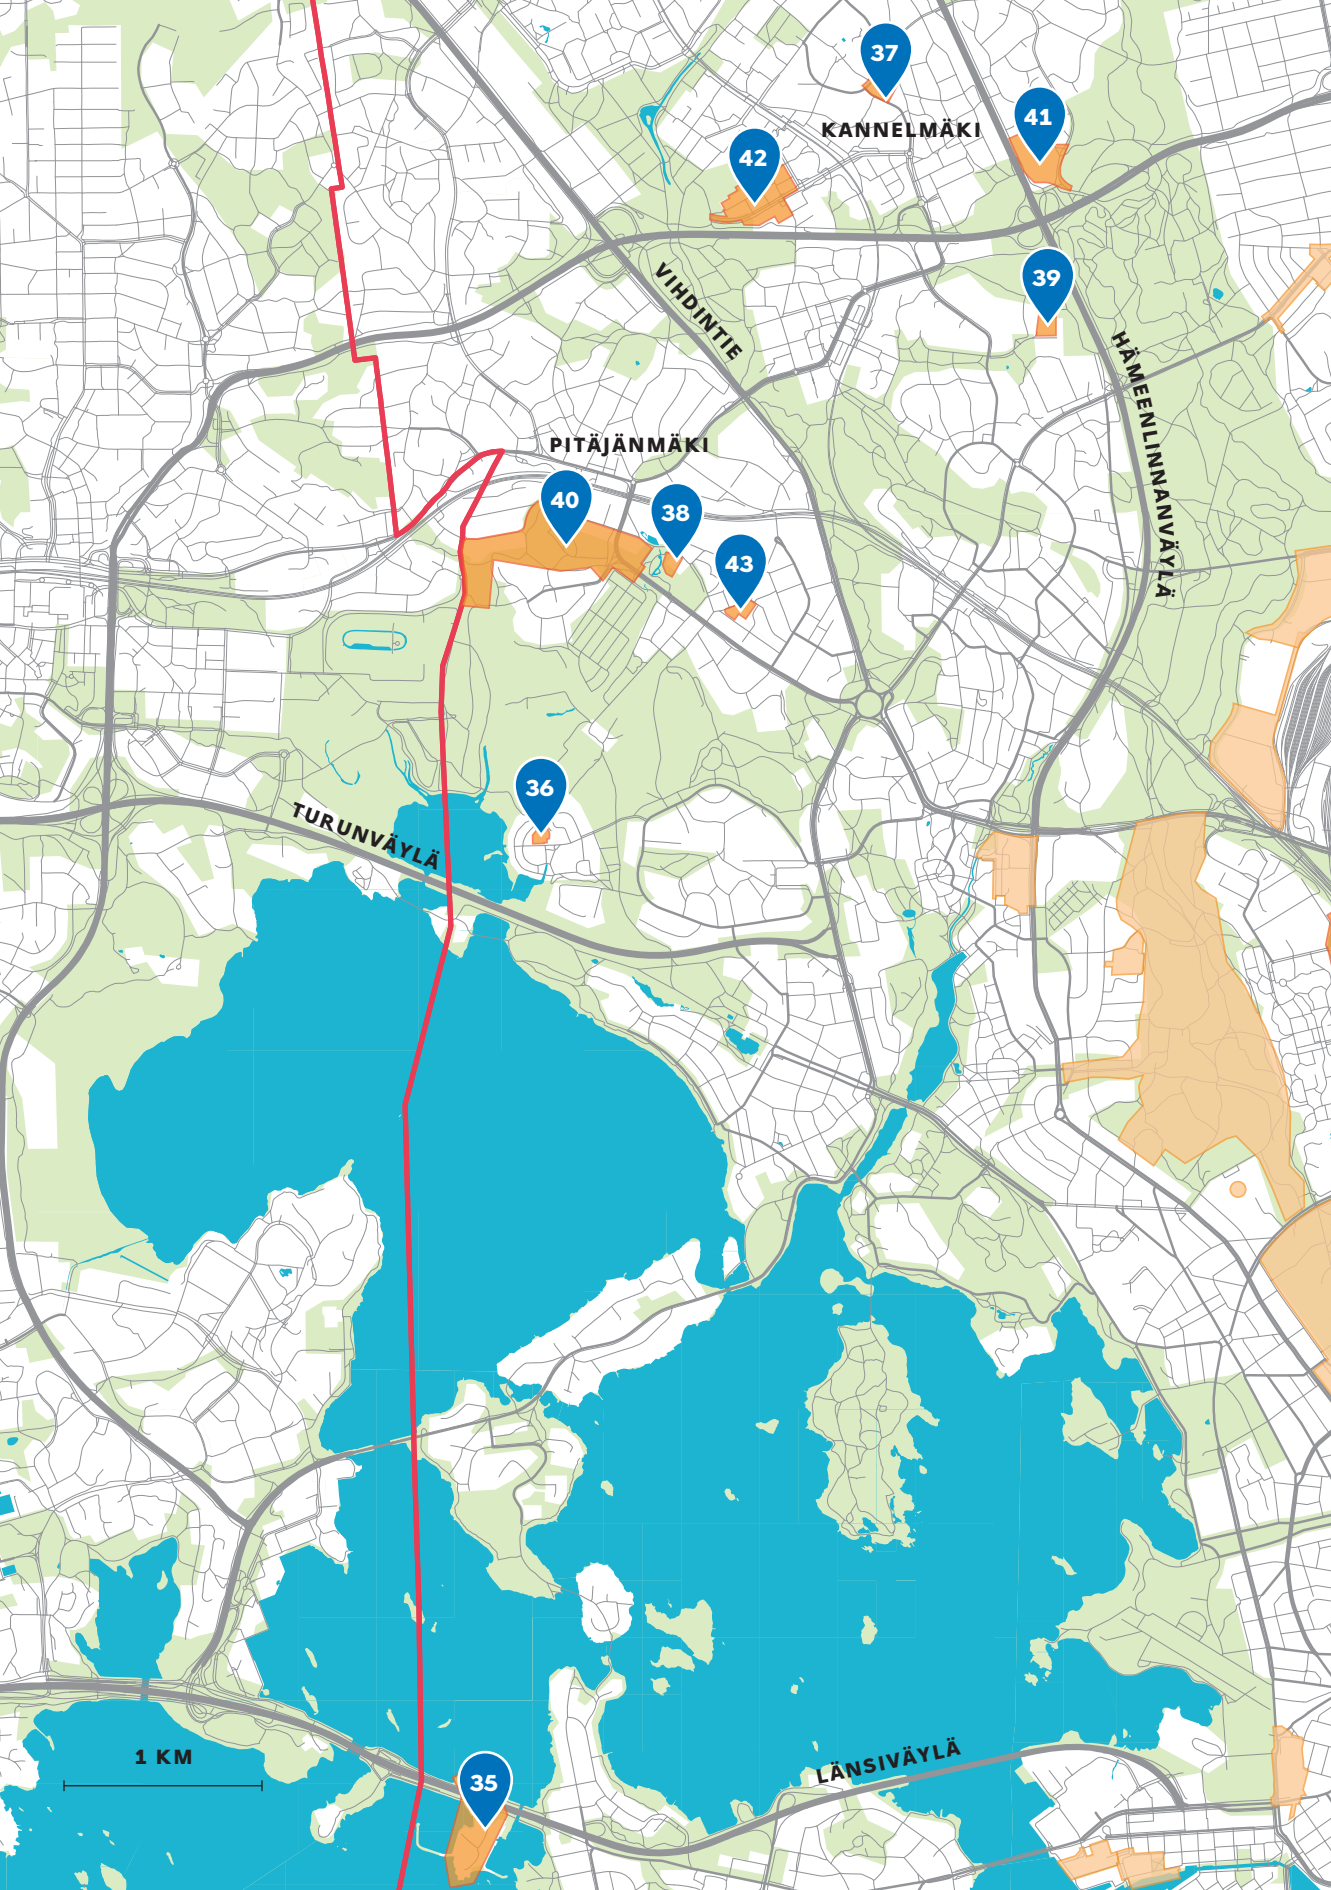 37
41
KANNELMÄKI
42
39
VIHDINTIE
HÄMEENLINNANVÄYLÄ
PITÄJÄNMÄKI
40
38
43
36
TURUNVÄYLÄ
1 KM
LÄNSIVÄYLÄ
35